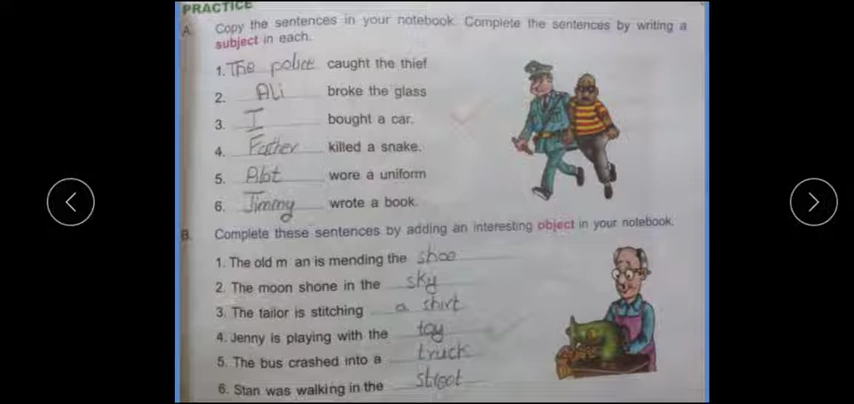 PRACTICE
A. Copy the sentences in your notebook. Complete the sentences by writing a
subject in each.
1. The police caught the thief
2. Ali broke the glass
3. I bought a car.
4. Father killed a snake.
5. wore a uniform
6. Jimmy wrote a book.
B. Complete these sentences by adding an interesting object in your notebook.
1. The old m an is mending the shoe
2. The moon shone in the sky
3. The tailor is stitching a shirt
4. Jenny is playing with the toy
5. The bus crashed into a truck
6. Stan was walking in the street